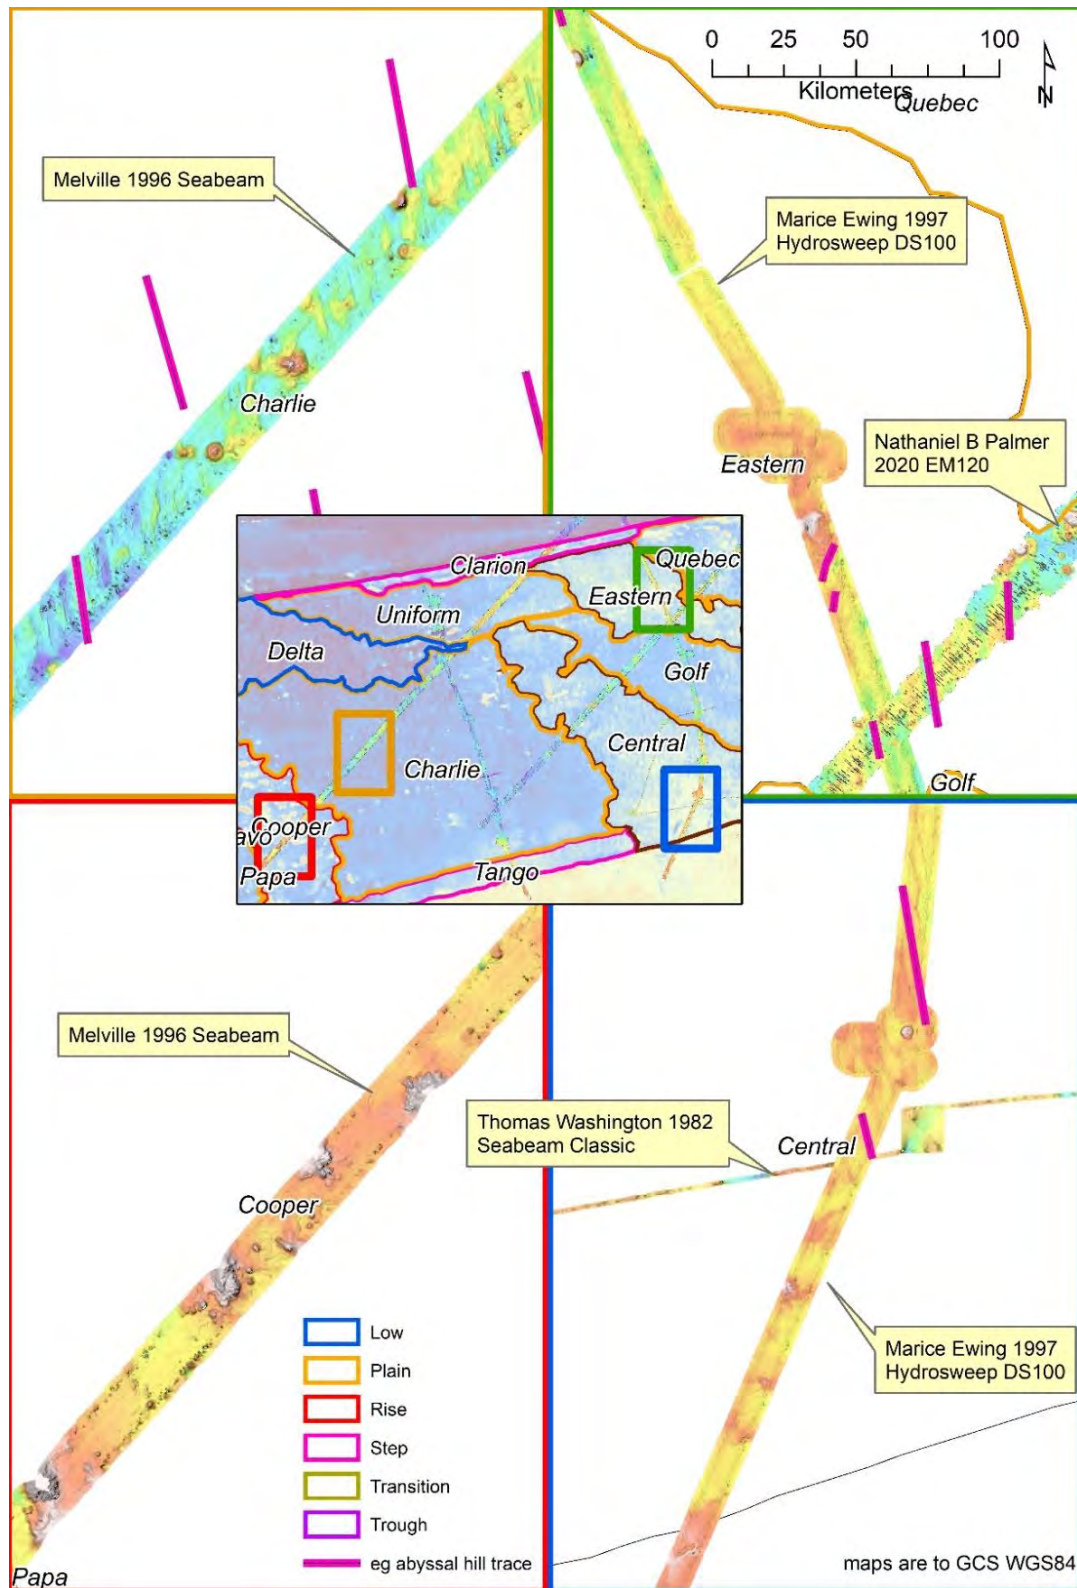 0 25 50 100
Kilometers
Quebec
N
Melville 1996 Seabeam
Marice Ewing 1997
Hydrosweep DS100
Charlie
Eastern
Nathaniel B Palmer
2020 EM120
Golf
Clarion
Quebec
Uniform
Eastern
Delta
Golf
Central
Charlie
Cooper
avo
Papa
Tango
Melville 1996 Seabeam
Cooper
Papa
Thomas Washington 1982
Seabeam Classic
Central
Marice Ewing 1997
Hydrosweep DS100
Low
Plain
Rise
Step
Transition
Trough
eg abyssal hill trace
maps are to GCS WGS84